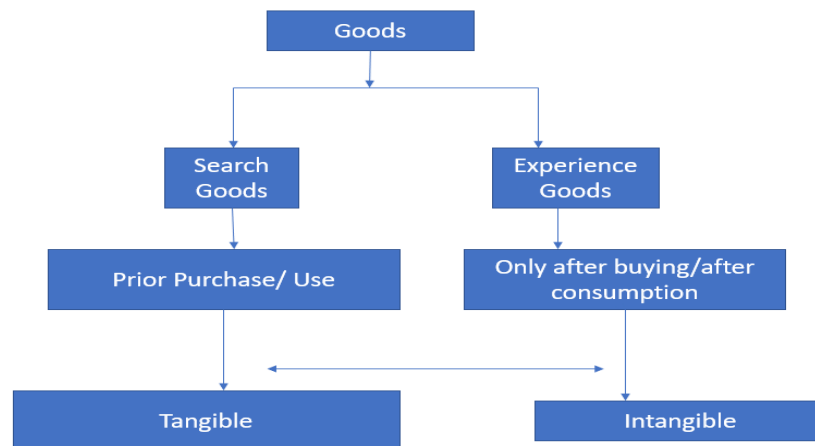 Goods
Search
Goods
Experience
Goods
Prior Purchase/ Use
Only after buying/after
consumption
Tangible
Intangible